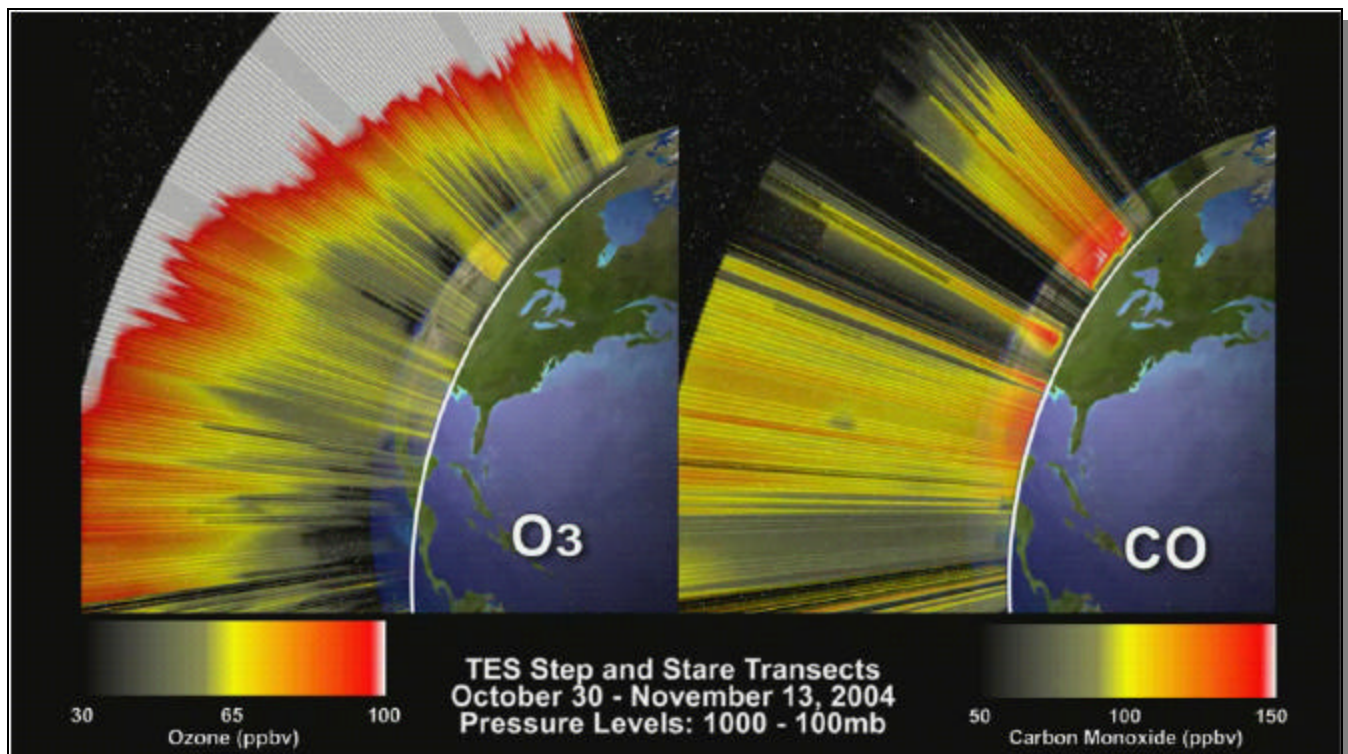 O3
CO
TES Step and Stare Transects
October 30 - November 13, 2004
Pressure Levels: 1000 - 100mb
30 65 100
Ozone (ppbv)
50 100 150
Carbon Monoxide (ppbv)